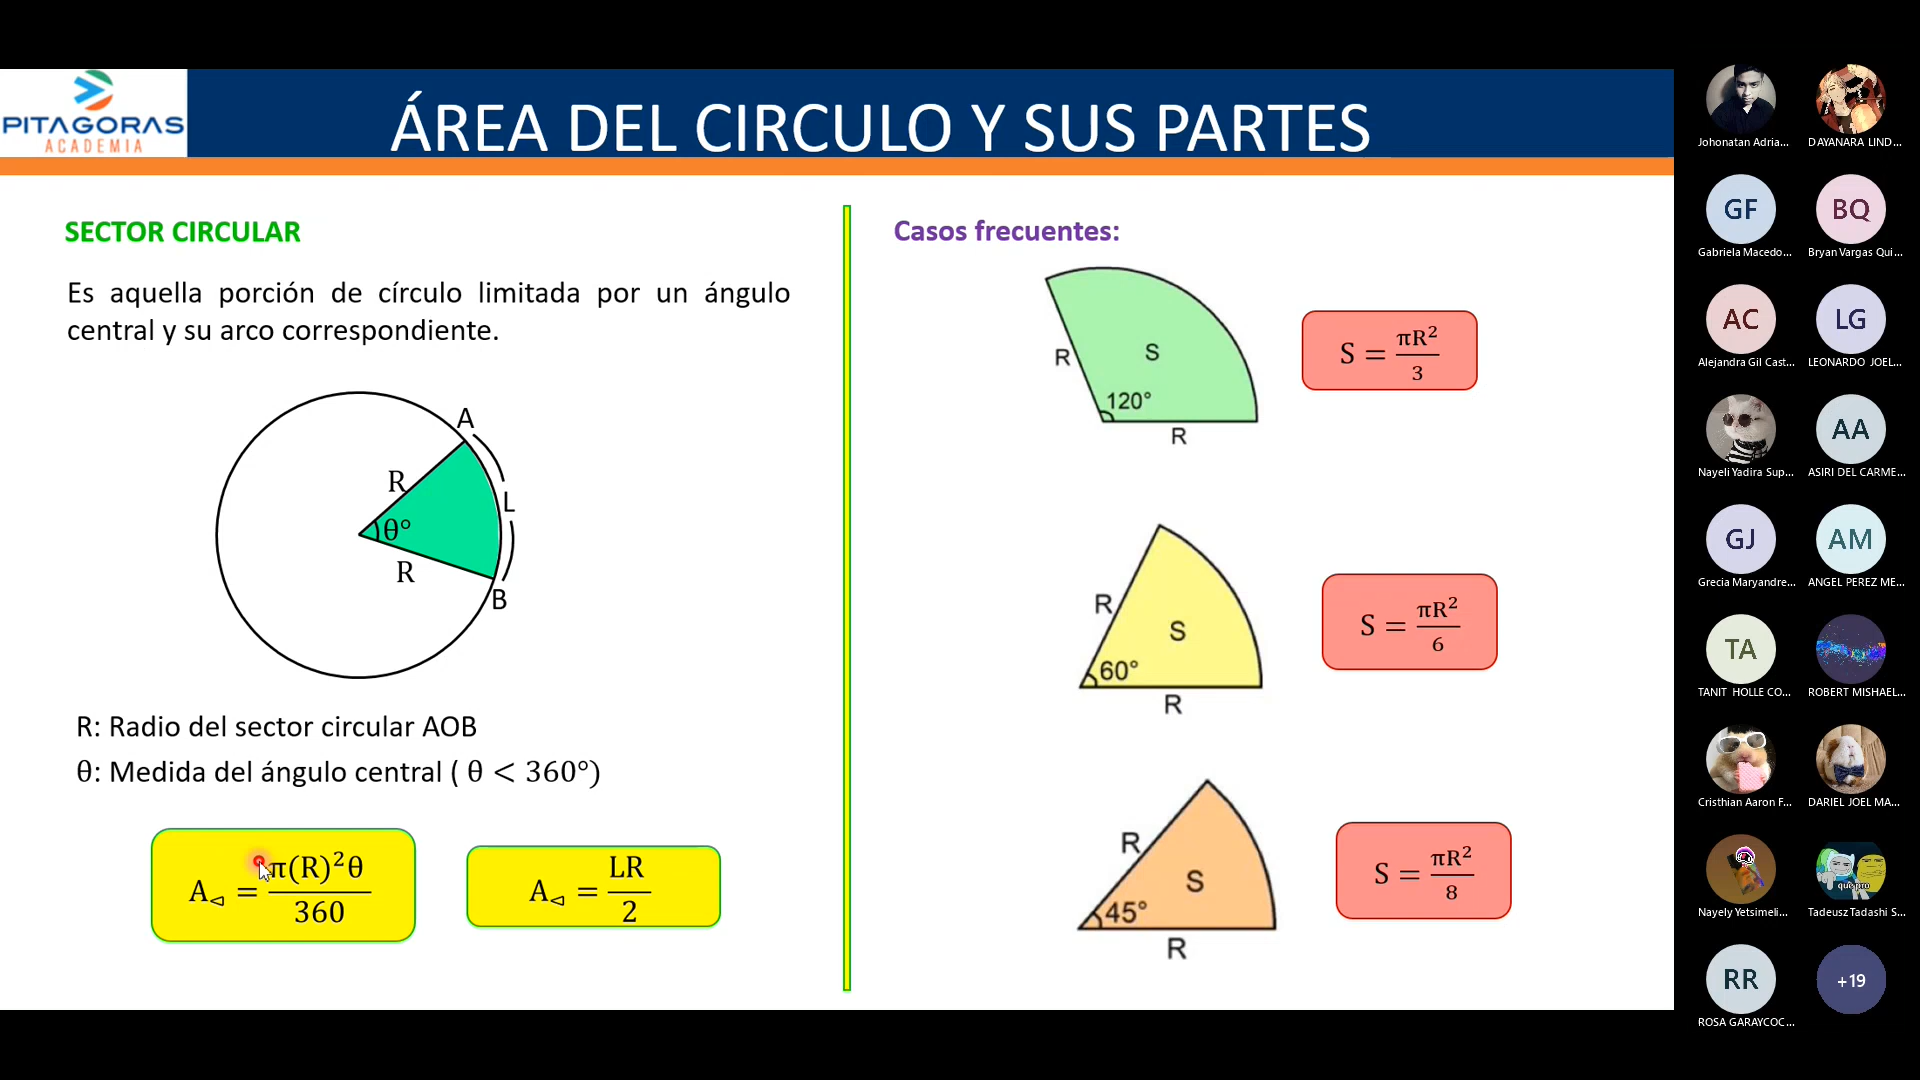 PITAGORAS
ACADEMIA
ÁREA DEL CIRCULO Y SUS PARTES
SECTOR CIRCULAR
Es aquella porción de círculo limitada por un ángulo
central y su arco correspondiente.
A
R
L
θ°
R
B
R: Radio del sector circular AOB
θ: Medida del ángulo central ( θ < 360°)
A⊲ = π(R)²θ/360
A⊲ = LR/2
Casos frecuentes:
R
S
120°
R
S = πR²/3
R
S
60°
R
S = πR²/6
R
S
45°
R
S = πR²/8
Johonatan Adria...
DAYANARA LIND...
GF
Gabriela Macedo...
BQ
Bryan Vargas Qui...
AC
Alejandra Gil Cast...
LG
LEONARDO JOEL...
Nayeli Yadira Sup...
AA
ASIRI DEL CARME...
GJ
Grecia Maryandre...
AM
ANGEL PEREZ ME...
TA
TANIT HOLLE CO...
ROBERT MISHAEL...
Cristhian Aaron F...
DARIEL JOEL MA...
Nayely Yetsimeli...
que pro
Tadeusz Tadashi S...
RR
ROSA GARAYCOC...
+19